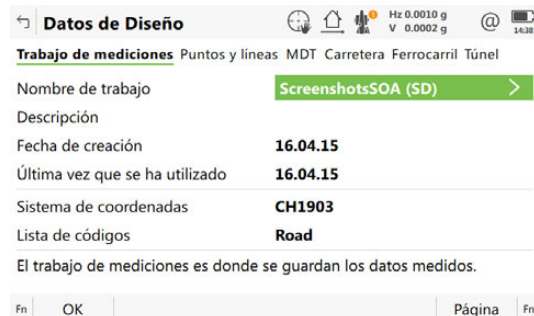 Datos de Diseño
Hz 0.0010 g
V 0.0002 g
@
14:38
Trabajo de mediciones Puntos y líneas MDT Carretera Ferrocarril Túnel
Nombre de trabajo ScreenshotsSOA (SD)
Descripción
Fecha de creación 16.04.15
Última vez que se ha utilizado 16.04.15
Sistema de coordenadas CH1903
Lista de códigos Road
El trabajo de mediciones es donde se guardan los datos medidos.
Fn OK Página Fn